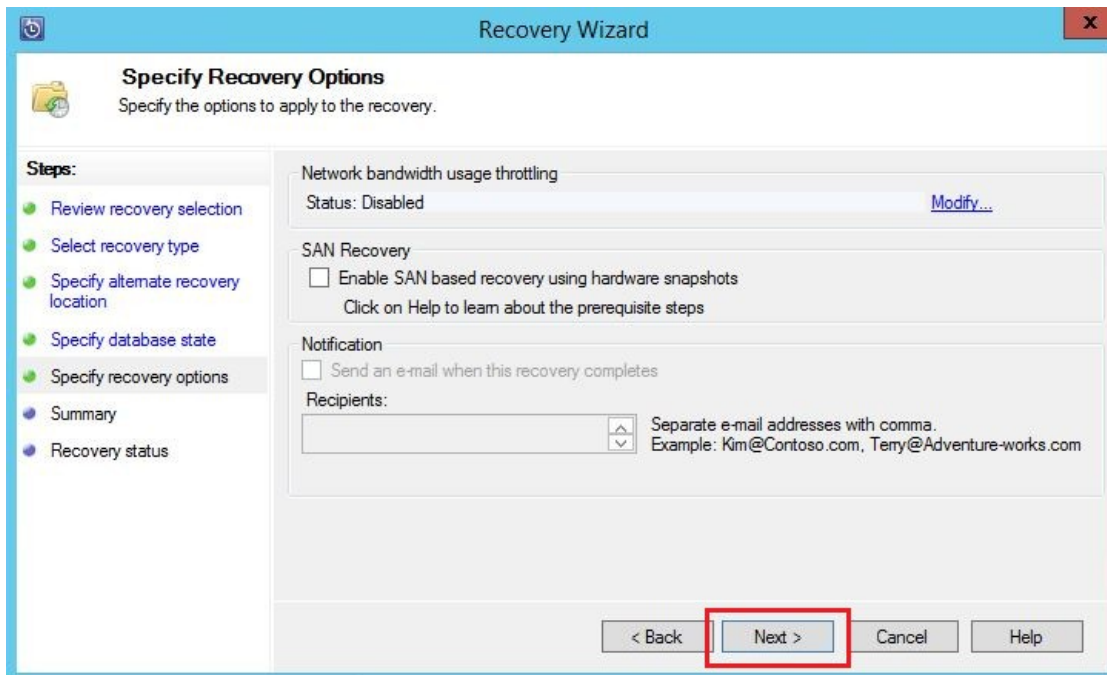 Recovery Wizard
x
Specify Recovery Options
Specify the options to apply to the recovery.
Steps:
Review recovery selection
Select recovery type
Specify alternate recovery
location
Specify database state
Specify recovery options
Summary
Recovery status
Network bandwidth usage throttling
Status: Disabled
Modify...
SAN Recovery
Enable SAN based recovery using hardware snapshots
Click on Help to learn about the prerequisite steps
Notification
Send an e-mail when this recovery completes
Recipients:
Separate e-mail addresses with comma.
Example: Kim@Contoso.com, Terry@Adventure-works.com
< Back
Next >
Cancel
Help